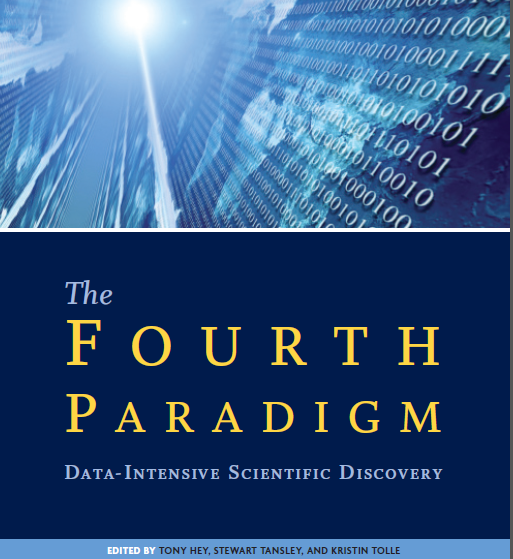 The
FOURTH
PARADIGM
DATA-INTENSIVE SCIENTIFIC DISCOVERY
EDITED BY TONY HEY, STEWART TANSLEY, AND KRISTIN TOLLE